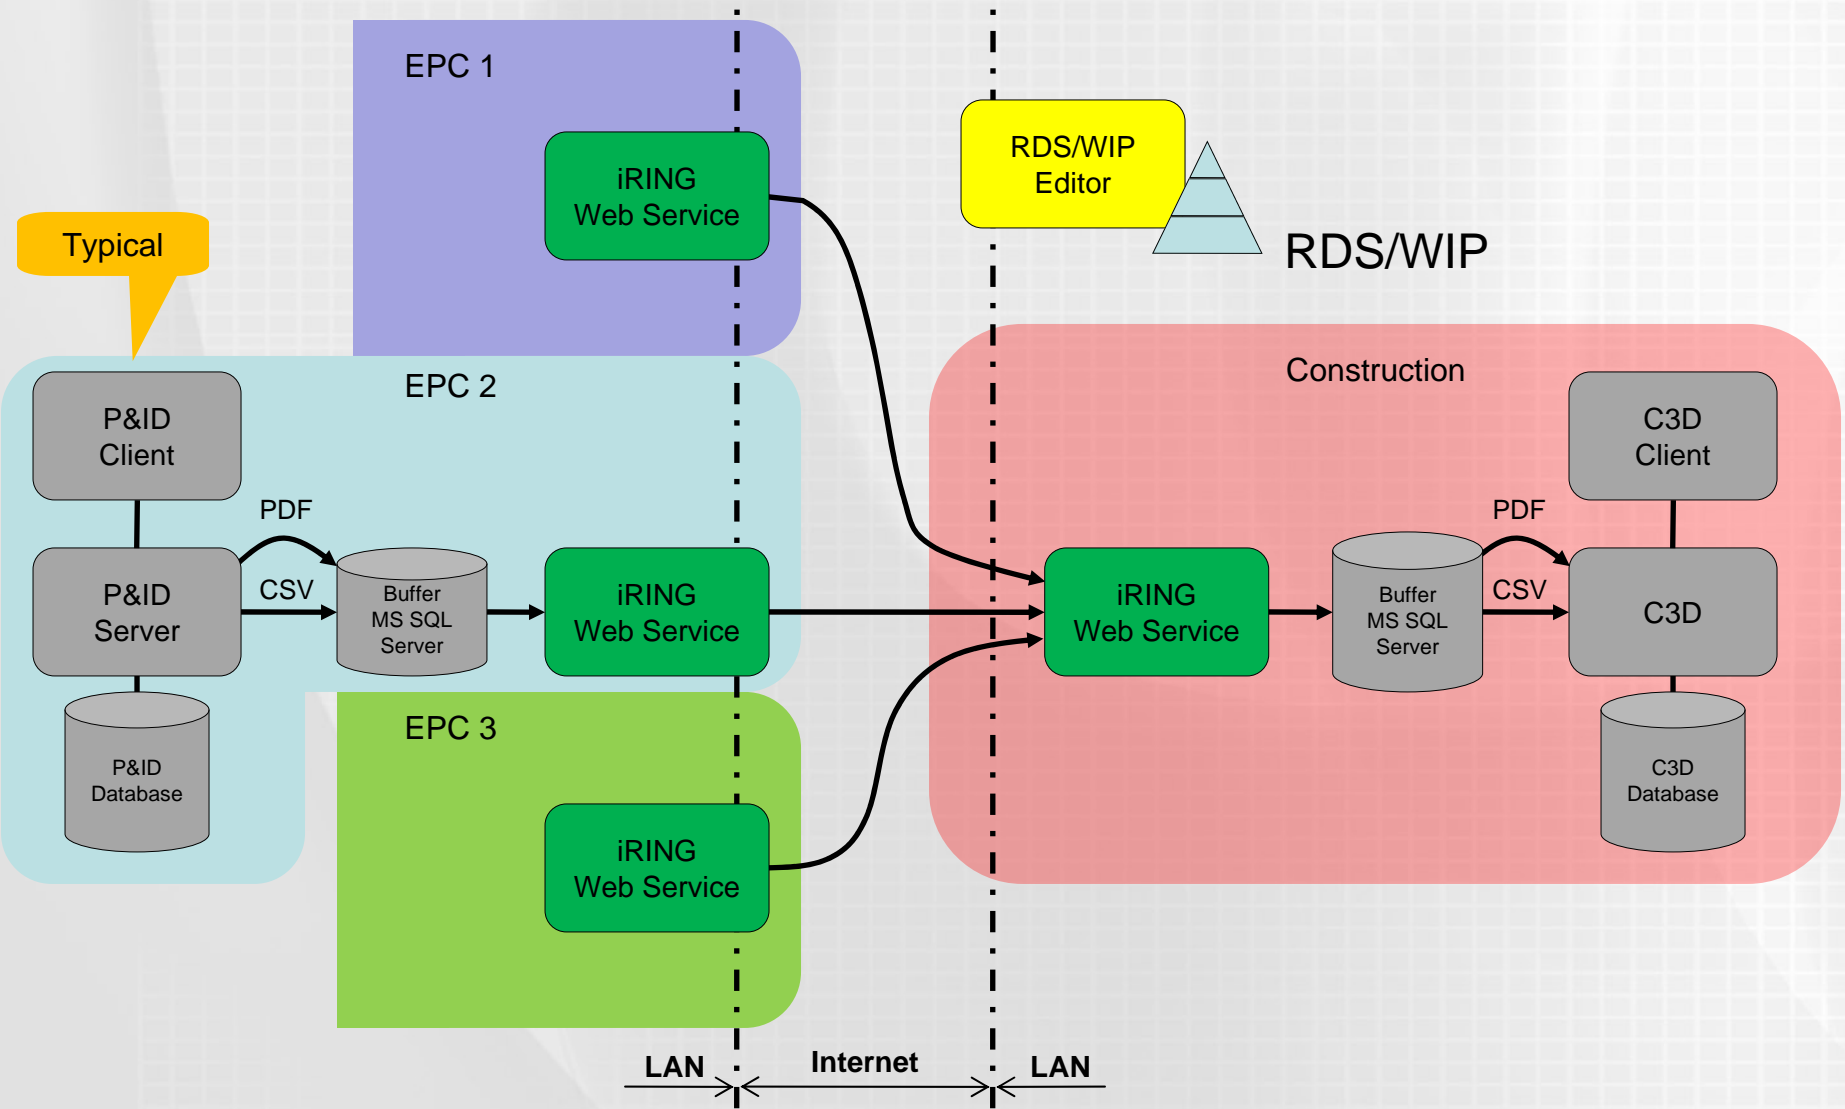 EPC 1
iRING
Web Service
RDS/WIP
Editor
RDS/WIP
Typical
EPC 2
P&ID
Client
PDF
CSV
P&ID
Server
Buffer
MS SQL
Server
iRING
Web Service
P&ID
Database
EPC 3
iRING
Web Service
Construction
C3D
Client
iRING
Web Service
Buffer
MS SQL
Server
PDF
CSV
C3D
C3D
Database
LAN
Internet
LAN